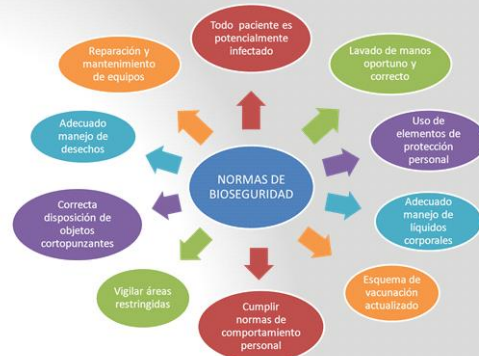 Todo paciente es
potencialmente
infectado
Lavado de manos
oportuno y
correcto
Uso de
elementos de
protección
personal
Adecuado
manejo de
líquidos
corporales
Esquema de
vacunación
actualizado
Cumplir
normas de
comportamiento
personal
Vigilar áreas
restringidas
Correcta
disposición de
objetos
cortopunzantes
Adecuado
manejo de
desechos
Reparación y
mantenimiento
de equipos
NORMAS DE
BIOSEGURIDAD